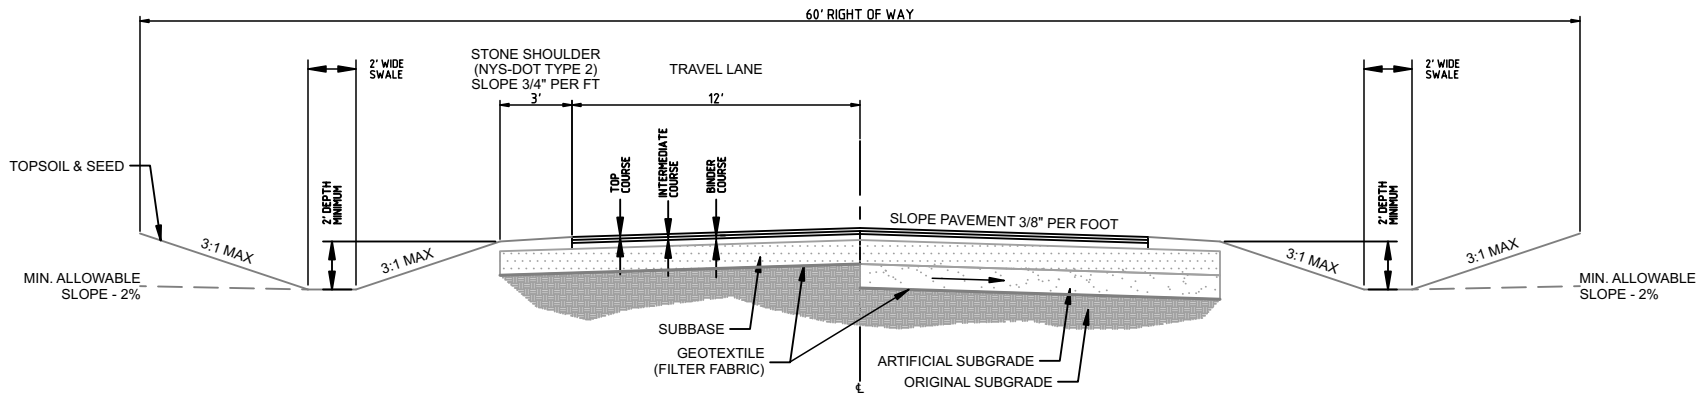 60' RIGHT OF WAY
2' WIDE
SWALE
STONE SHOULDER
(NYS-DOT TYPE 2)
SLOPE 3/4" PER FT
TRAVEL LANE
2' WIDE
SWALE
3'
12'
TOPSOIL & SEED
2' DEPTH
MINIMUM
TOP
COURSE
INTERMEDIATE
COURSE
BINDER
COURSE
2' DEPTH
MINIMUM
SLOPE PAVEMENT 3/8" PER FOOT
3:1 MAX
3:1 MAX
3:1 MAX
3:1 MAX
MIN. ALLOWABLE
SLOPE - 2%
MIN. ALLOWABLE
SLOPE - 2%
SUBBASE
GEOTEXTILE
(FILTER FABRIC)
ARTIFICIAL SUBGRADE
ORIGINAL SUBGRADE
℄